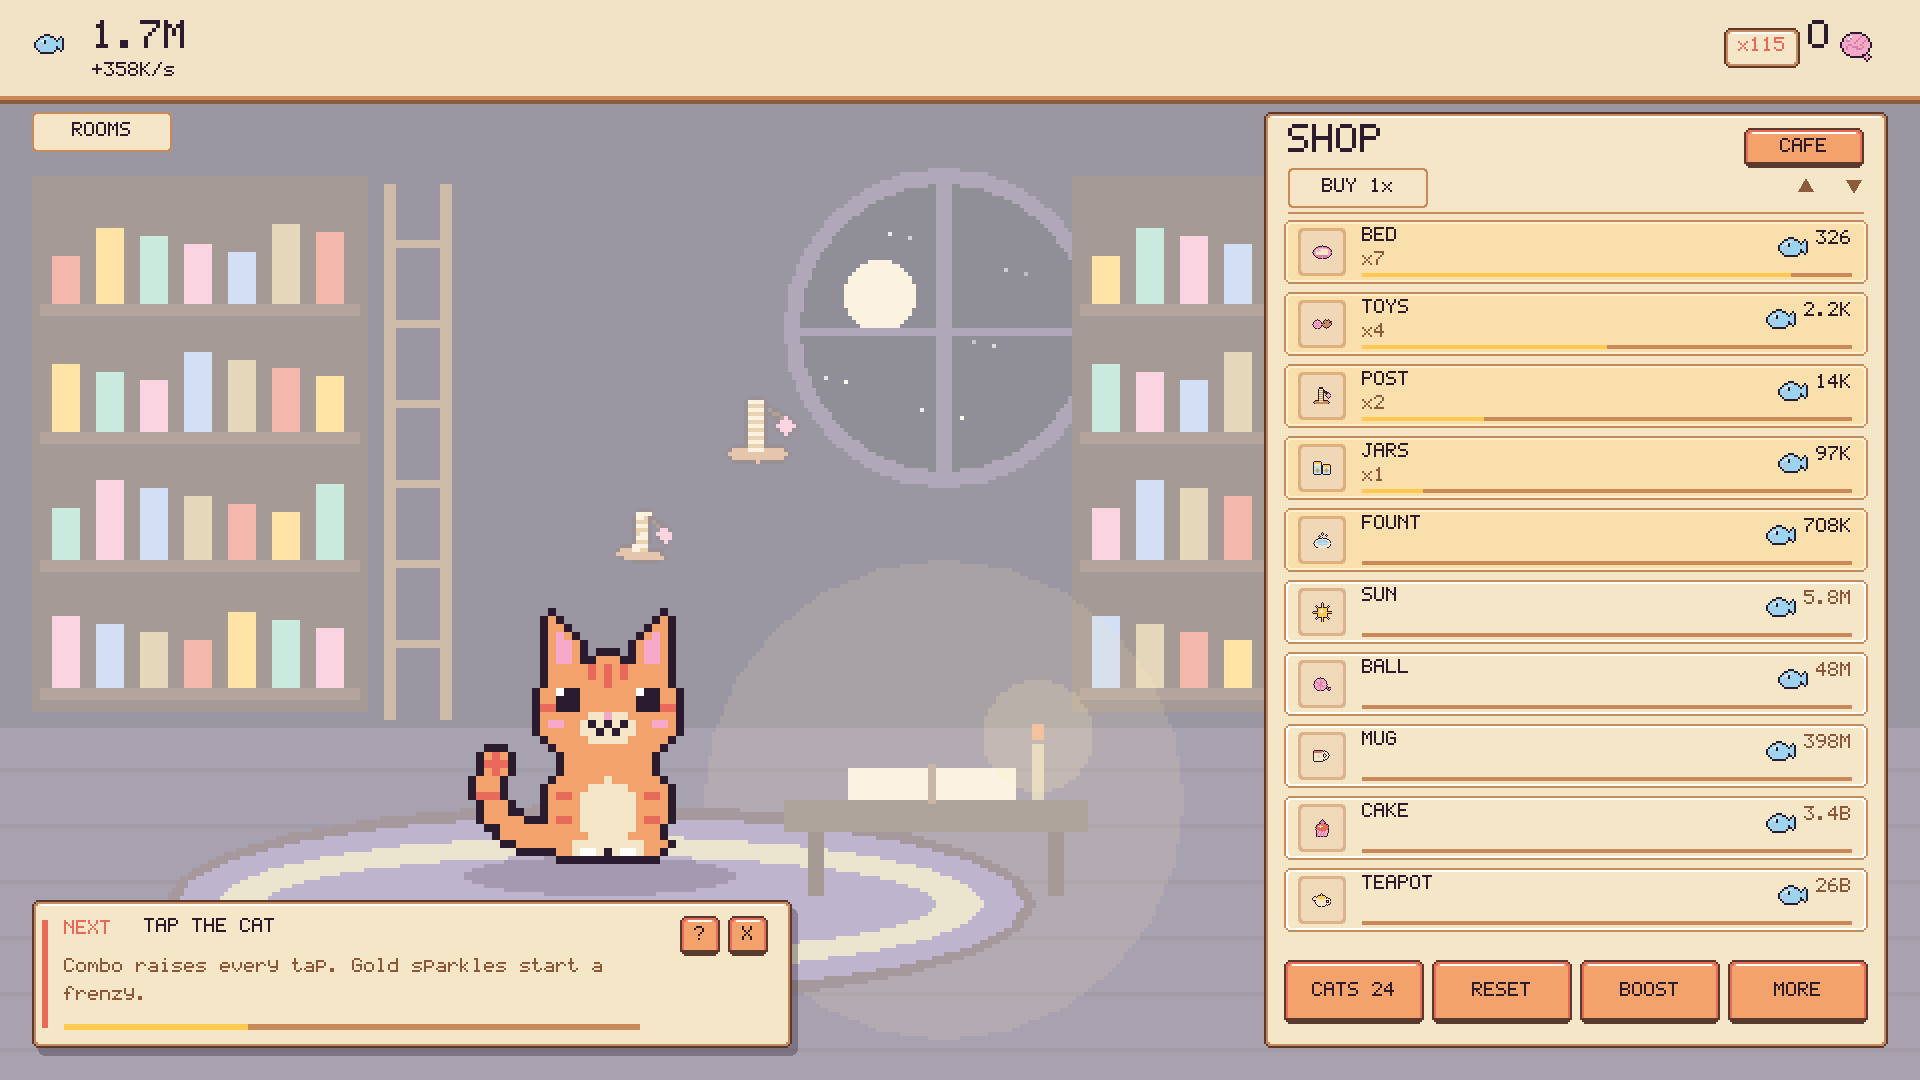 1.7M
+358K/s
x115
0
ROOMS
SHOP
CAFE
BUY 1x
BED
x7
326
TOYS
x4
2.2K
POST
x2
14K
JARS
x1
97K
FOUNT
708K
SUN
5.8M
BALL
48M
MUG
398M
CAKE
3.4B
TEAPOT
26B
NEXT TAP THE CAT
? X
Combo raises every tap. Gold sparkles start a
frenzy.
CATS 24
RESET
BOOST
MORE